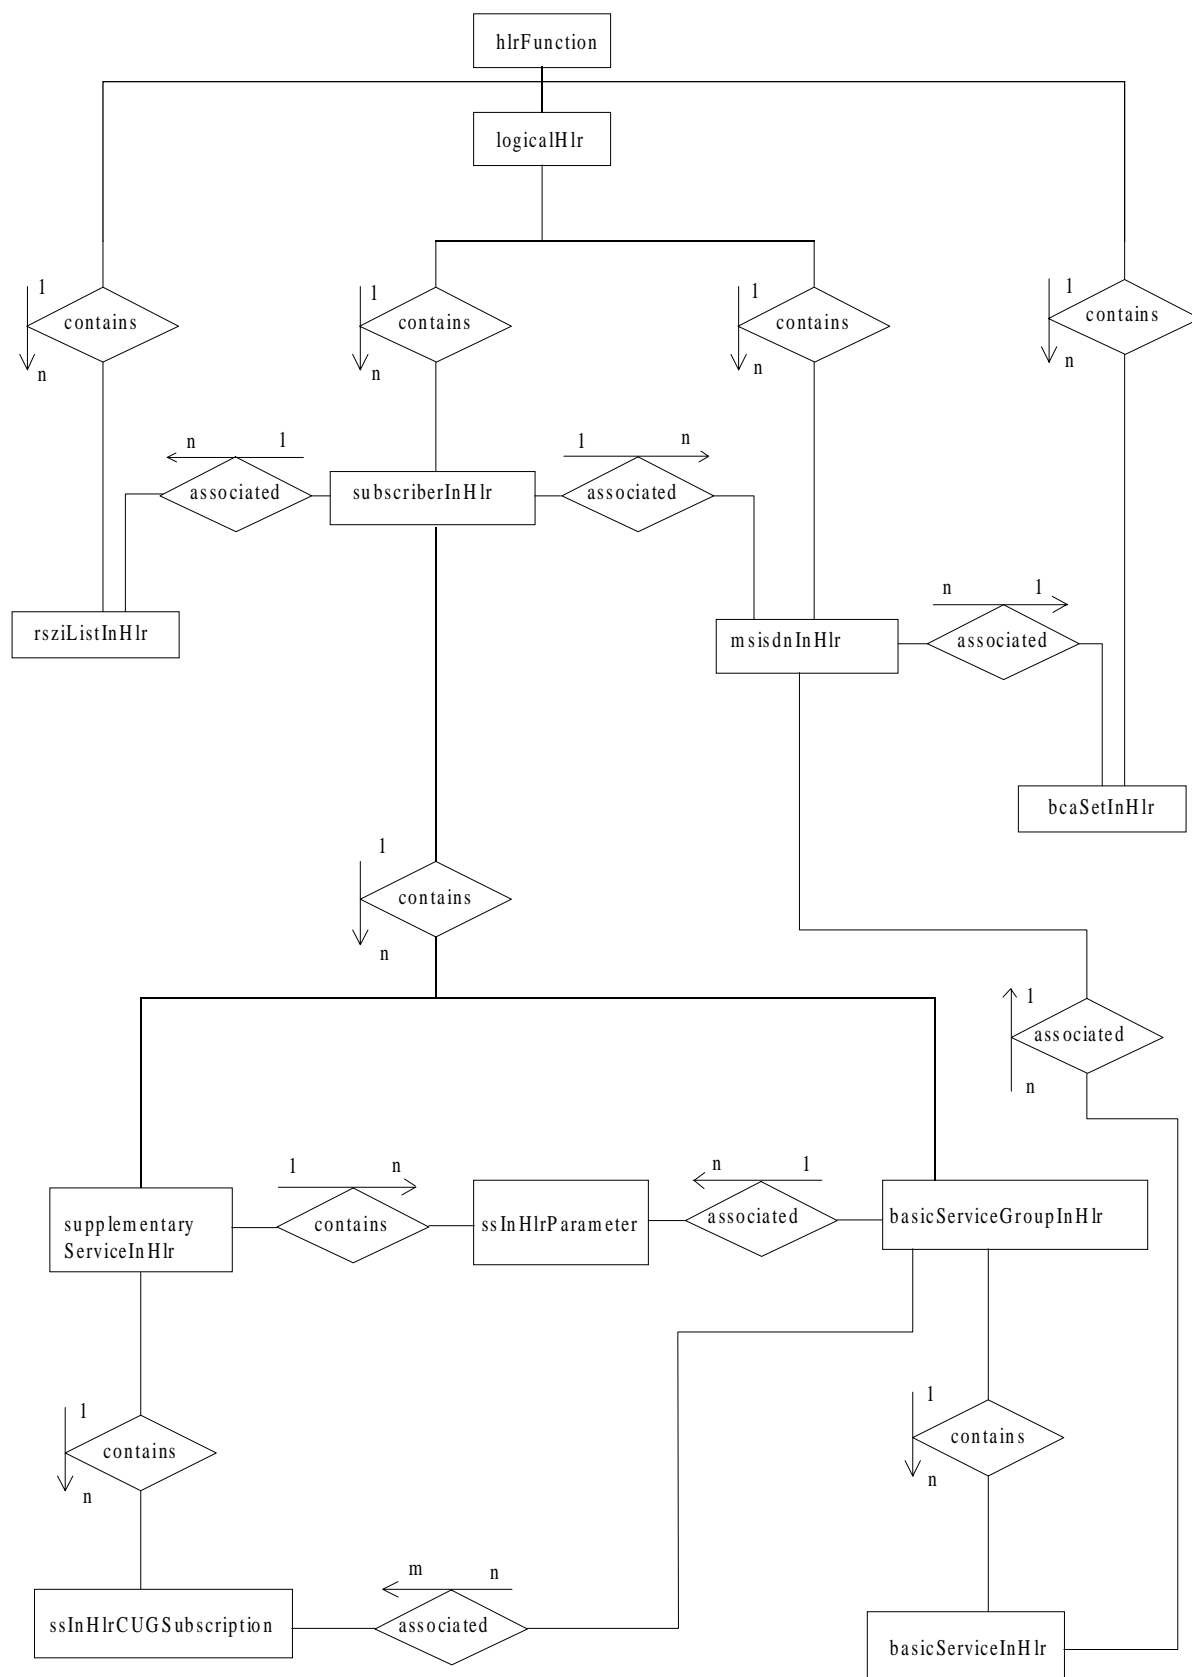 hlrFunction
logicalHlr
1
contains
n
1
contains
n
1
contains
n
1
contains
n
n 1
associated
subscriberInHlr
1 n
associated
rsziListInHlr
msisdnInHlr
n 1
associated
bcaSetInHlr
1
contains
n
1
associated
n
supplementary
ServiceInHlr
1 n
contains
ssInHlrParameter
n 1
associated
basicServiceGroupInHlr
1
contains
n
1
contains
n
ssInHlrCUGSubscription
m n
associated
basicServiceInHlr